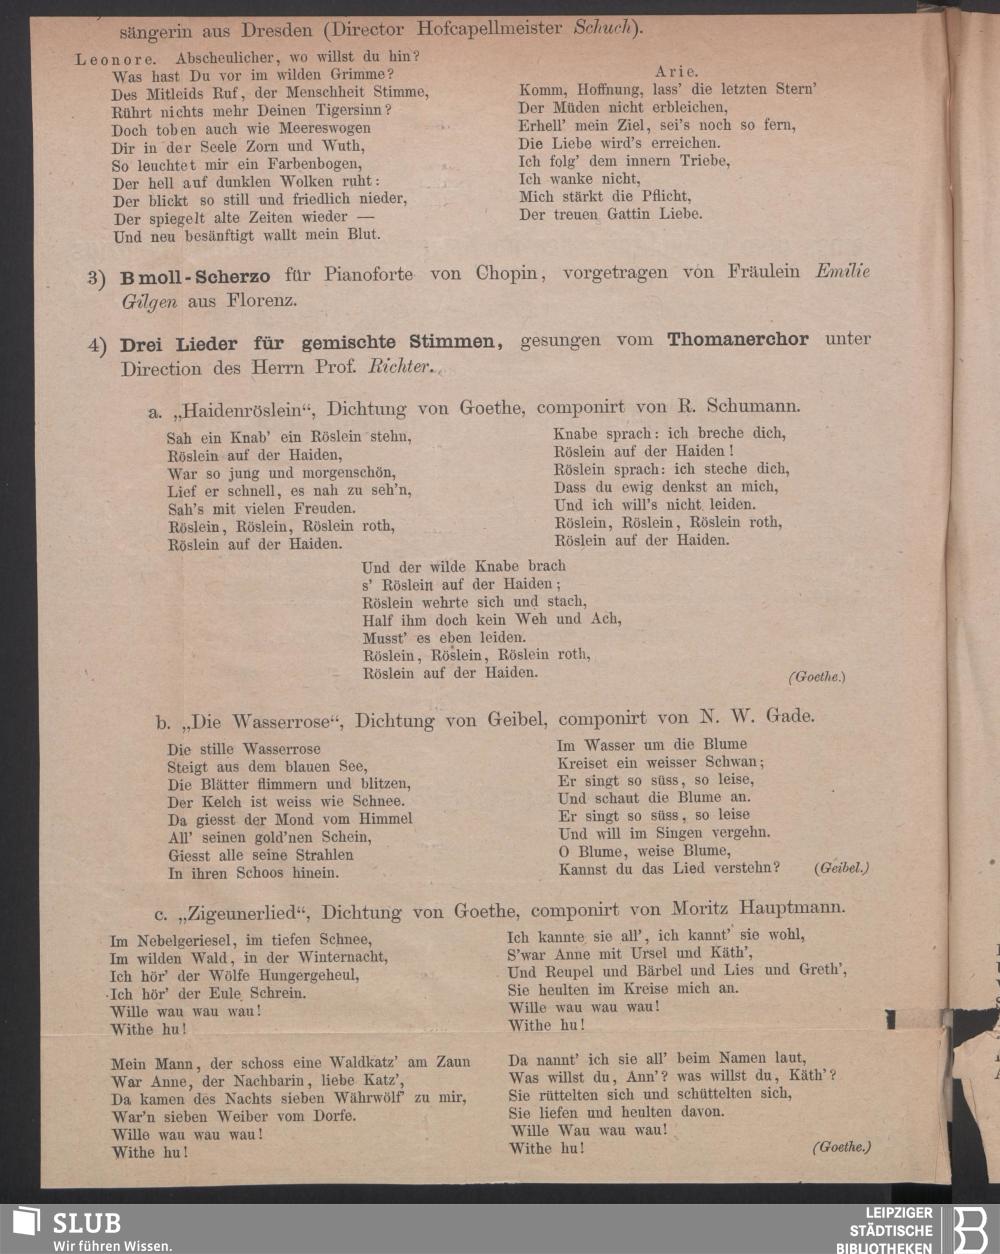 sängerin aus Dresden (Director Hofcapellmeister Schuch).
Leonore. Abscheulicher, wo willst du hin?
Was hast Du vor im wilden Grimme?
Des Mitleids Ruf, der Menschheit Stimme,
Rührt nichts mehr Deinen Tigersinn?
Doch toben auch wie Meereswogen
Dir in der Seele Zorn und Wuth,
So leuchtet mir ein Farbenbogen,
Der hell auf dunklen Wolken ruht:
Der blickt so still und friedlich nieder,
Der spiegelt alte Zeiten wieder —
Und neu besänftigt wallt mein Blut.
Arie.
Komm, Hoffnung, lass' die letzten Stern'
Der Müden nicht erbleichen,
Erhell' mein Ziel, sei's noch so fern,
Die Liebe wird's erreichen.
Ich folg' dem innern Triebe,
Ich wanke nicht,
Mich stärkt die Pflicht,
Der treuen Gattin Liebe.
3) Bmoll-Scherzo für Pianoforte von Chopin, vorgetragen von Fräulein Emilie
Gilgen aus Florenz.
4) Drei Lieder für gemischte Stimmen, gesungen vom Thomanerchor unter
Direction des Herrn Prof. Richter.
a. „Haidenröslein“, Dichtung von Goethe, componirt von R. Schumann.
Sah ein Knab' ein Röslein stehn,
Röslein auf der Haiden,
War so jung und morgenschön,
Lief er schnell, es nah zu seh'n,
Sah's mit vielen Freuden.
Röslein, Röslein, Röslein roth,
Röslein auf der Haiden.
Knabe sprach: ich breche dich,
Röslein auf der Haiden!
Röslein sprach: ich steche dich,
Dass du ewig denkst an mich,
Und ich will's nicht leiden.
Röslein, Röslein, Röslein roth,
Röslein auf der Haiden.
Und der wilde Knabe brach
s' Röslein auf der Haiden;
Röslein wehrte sich und stach,
Half ihm doch kein Weh und Ach,
Musst' es eben leiden.
Röslein, Röslein, Röslein roth,
Röslein auf der Haiden.
(Goethe.)
b. „Die Wasserrose“, Dichtung von Geibel, componirt von N. W. Gade.
Die stille Wasserrose
Steigt aus dem blauen See,
Die Blätter flimmern und blitzen,
Der Kelch ist weiss wie Schnee.
Da giesst der Mond vom Himmel
All' seinen gold'nen Schein,
Giesst alle seine Strahlen
In ihren Schoos hinein.
Im Wasser um die Blume
Kreiset ein weisser Schwan;
Er singt so süss, so leise,
Und schaut die Blume an.
Er singt so süss, so leise
Und will im Singen vergehn.
O Blume, weise Blume,
Kannst du das Lied verstehn? (Geibel.)
c. „Zigeunerlied“, Dichtung von Goethe, componirt von Moritz Hauptmann.
Im Nebelgeriesel, im tiefen Schnee,
Im wilden Wald, in der Winternacht,
Ich hör' der Wölfe Hungergeheul,
Ich hör' der Eule Schrein.
Wille wau wau wau!
Withe hu!
Mein Mann, der schoss eine Waldkatz' am Zaun
War Anne, der Nachbarin, liebe Katz',
Da kamen des Nachts sieben Währwölf' zu mir,
War'n sieben Weiber vom Dorfe.
Wille wau wau wau!
Withe hu!
Ich kannte sie all', ich kannt' sie wohl,
S'war Anne mit Ursel und Käth',
Und Reupel und Bärbel und Lies und Greth',
Sie heulten im Kreise mich an.
Wille wau wau wau!
Withe hu!
Da nannt' ich sie all' beim Namen laut,
Was willst du, Ann'? was willst du, Käth'?
Sie rüttelten sich und schüttelten sich,
Sie liefen und heulten davon.
Wille Wau wau wau!
Withe hu!
(Goethe.)
SLUB
Wir führen Wissen.
LEIPZIGER
STÄDTISCHE
BIBLIOTHEKEN